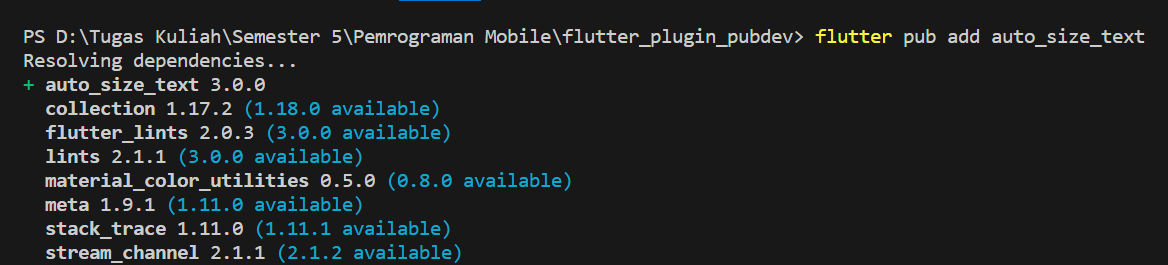 PS D:\Tugas Kuliah\Semester 5\Pemrograman Mobile\flutter_plugin_pubdev> flutter pub add auto_size_text
Resolving dependencies...
+ auto_size_text 3.0.0
  collection 1.17.2 (1.18.0 available)
  flutter_lints 2.0.3 (3.0.0 available)
  lints 2.1.1 (3.0.0 available)
  material_color_utilities 0.5.0 (0.8.0 available)
  meta 1.9.1 (1.11.0 available)
  stack_trace 1.11.0 (1.11.1 available)
  stream_channel 2.1.1 (2.1.2 available)